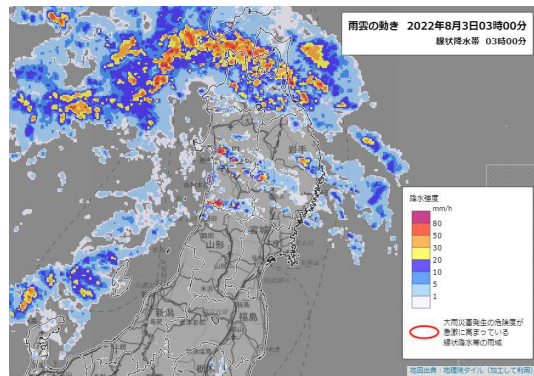 雨雲の動き 2022年8月3日03時00分
線状降水帯 03時00分
岩手
宮城
山形
新潟
福島
降水強度
mm/h
80
50
30
20
10
5
1
大雨災害発生の危険度が
急激に高まっている
線状降水帯の雨域
地図出典:地理院タイル(加工して利用)